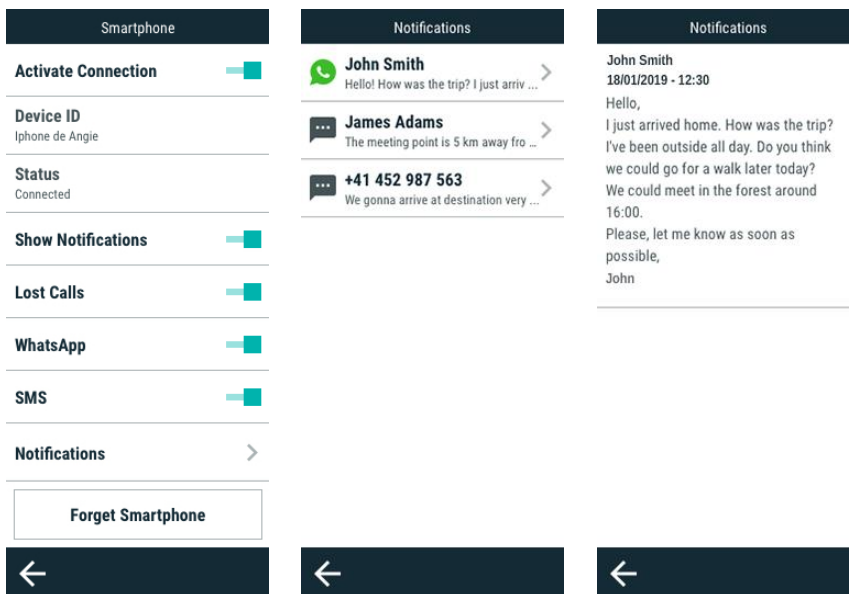 Smartphone
Activate Connection
Device ID
Iphone de Angie
Status
Connected
Show Notifications
Lost Calls
WhatsApp
SMS
Notifications
Forget Smartphone
Notifications
John Smith
Hello! How was the trip? I just arriv ...
James Adams
The meeting point is 5 km away fro ...
+41 452 987 563
We gonna arrive at destination very ...
Notifications
John Smith
18/01/2019 - 12:30
Hello,
I just arrived home. How was the trip?
I've been outside all day. Do you think
we could go for a walk later today?
We could meet in the forest around
16:00.
Please, let me know as soon as
possible,
John